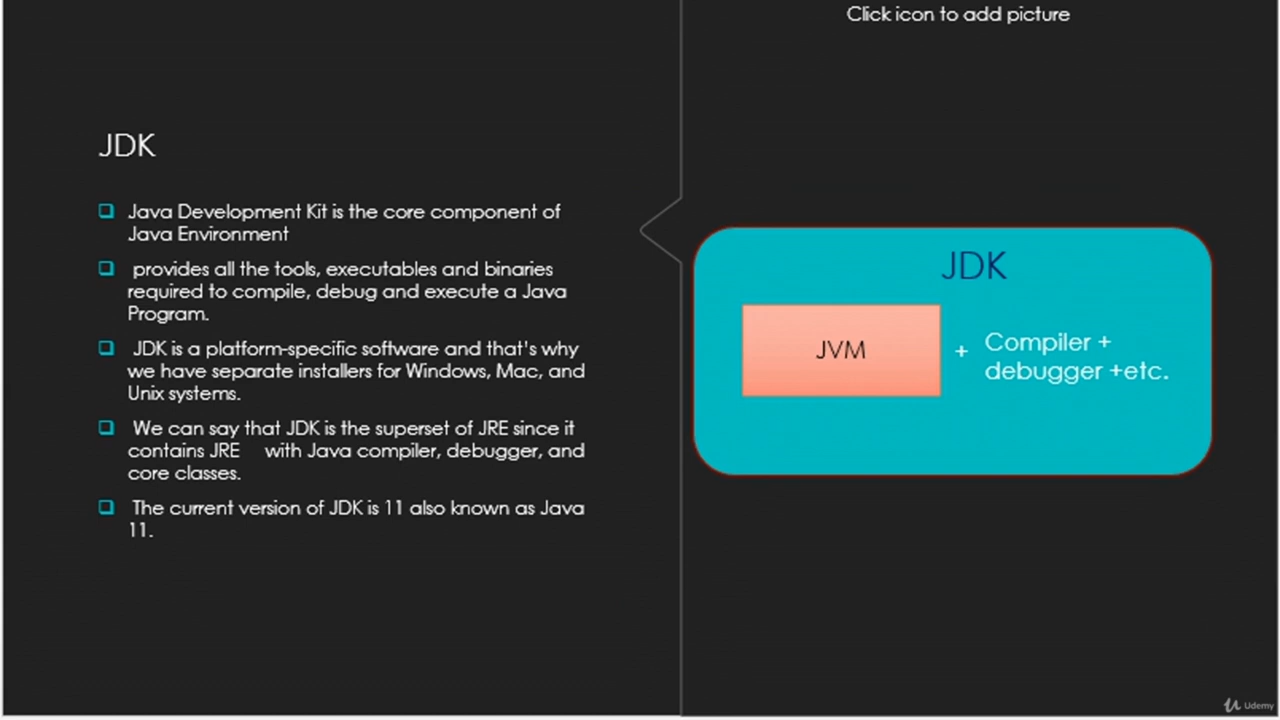 Click icon to add picture
JDK
Java Development Kit is the core component of
Java Environment
provides all the tools, executables and binaries
required to compile, debug and execute a Java
Program.
JDK is a platform-specific software and that's why
we have separate installers for Windows, Mac, and
Unix systems.
We can say that JDK is the superset of JRE since it
contains JRE with Java compiler, debugger, and
core classes.
The current version of JDK is 11 also known as Java
11.
JDK
JVM
+ Compiler +
debugger +etc.
Udemy